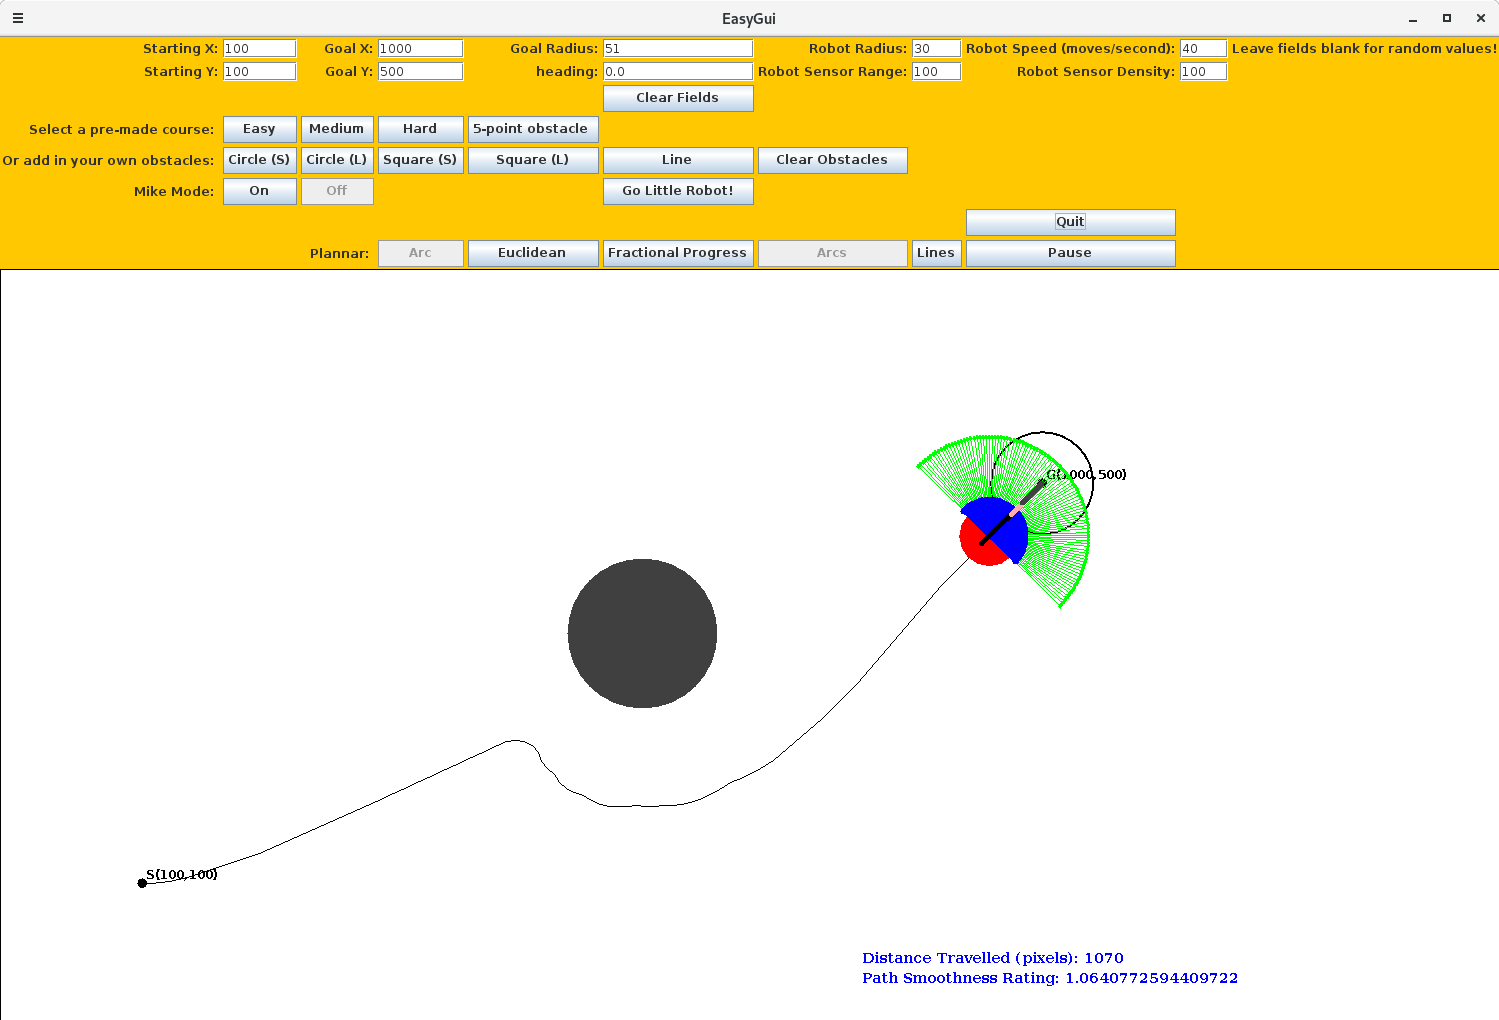 EasyGui
Starting X: 100 Goal X: 1000 Goal Radius: 51 Robot Radius: 30 Robot Speed (moves/second): 40 Leave fields blank for random values!
Starting Y: 100 Goal Y: 500 heading: 0.0 Robot Sensor Range: 100 Robot Sensor Density: 100
Clear Fields
Select a pre-made course: Easy Medium Hard 5-point obstacle
Or add in your own obstacles: Circle (S) Circle (L) Square (S) Square (L) Line Clear Obstacles
Mike Mode: On Off Go Little Robot!
Quit
Plannar: Arc Euclidean Fractional Progress Arcs Lines Pause
G(1000,500)
S(100,100)
Distance Travelled (pixels): 1070
Path Smoothness Rating: 1.0640772594409722